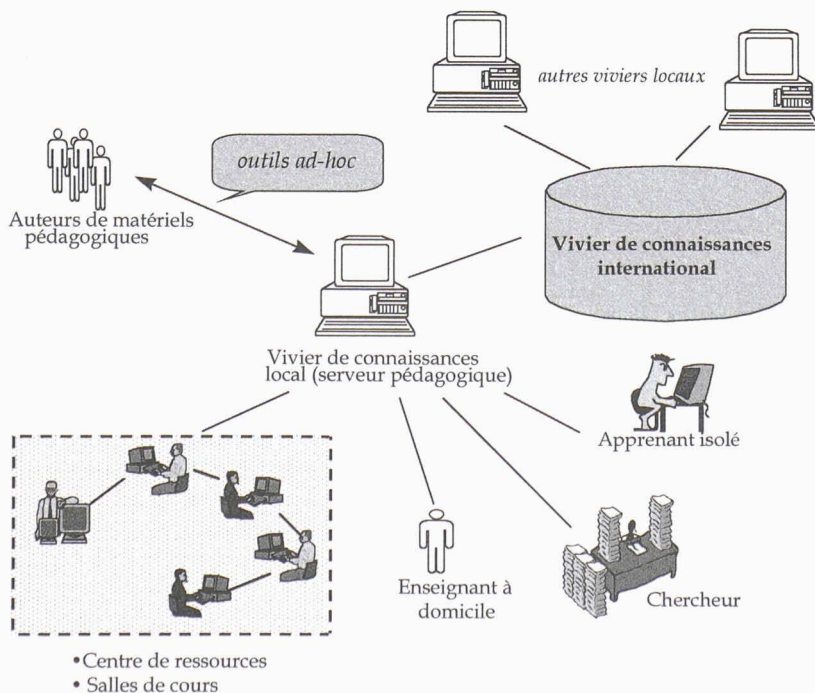 autres viviers locaux
outils ad-hoc
Auteurs de matériels
pédagogiques
Vivier de connaissances
international
Vivier de connaissances
local (serveur pédagogique)
Apprenant isolé
Enseignant à
domicile
Chercheur
•Centre de ressources
• Salles de cours